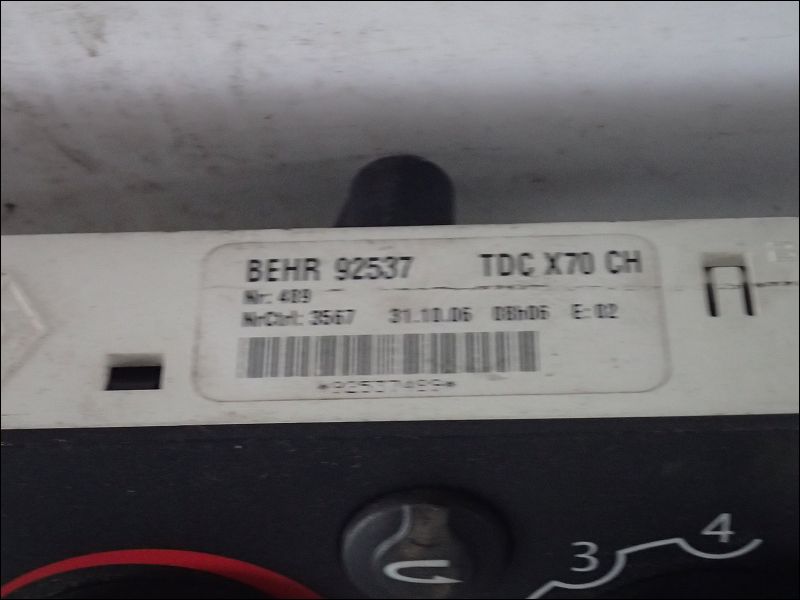 BEHR 92537 TDC X70 CH
Nr: 489
NrCtrl: 3567 31.10.06 08h06 E: 02
*92537489*
3 4